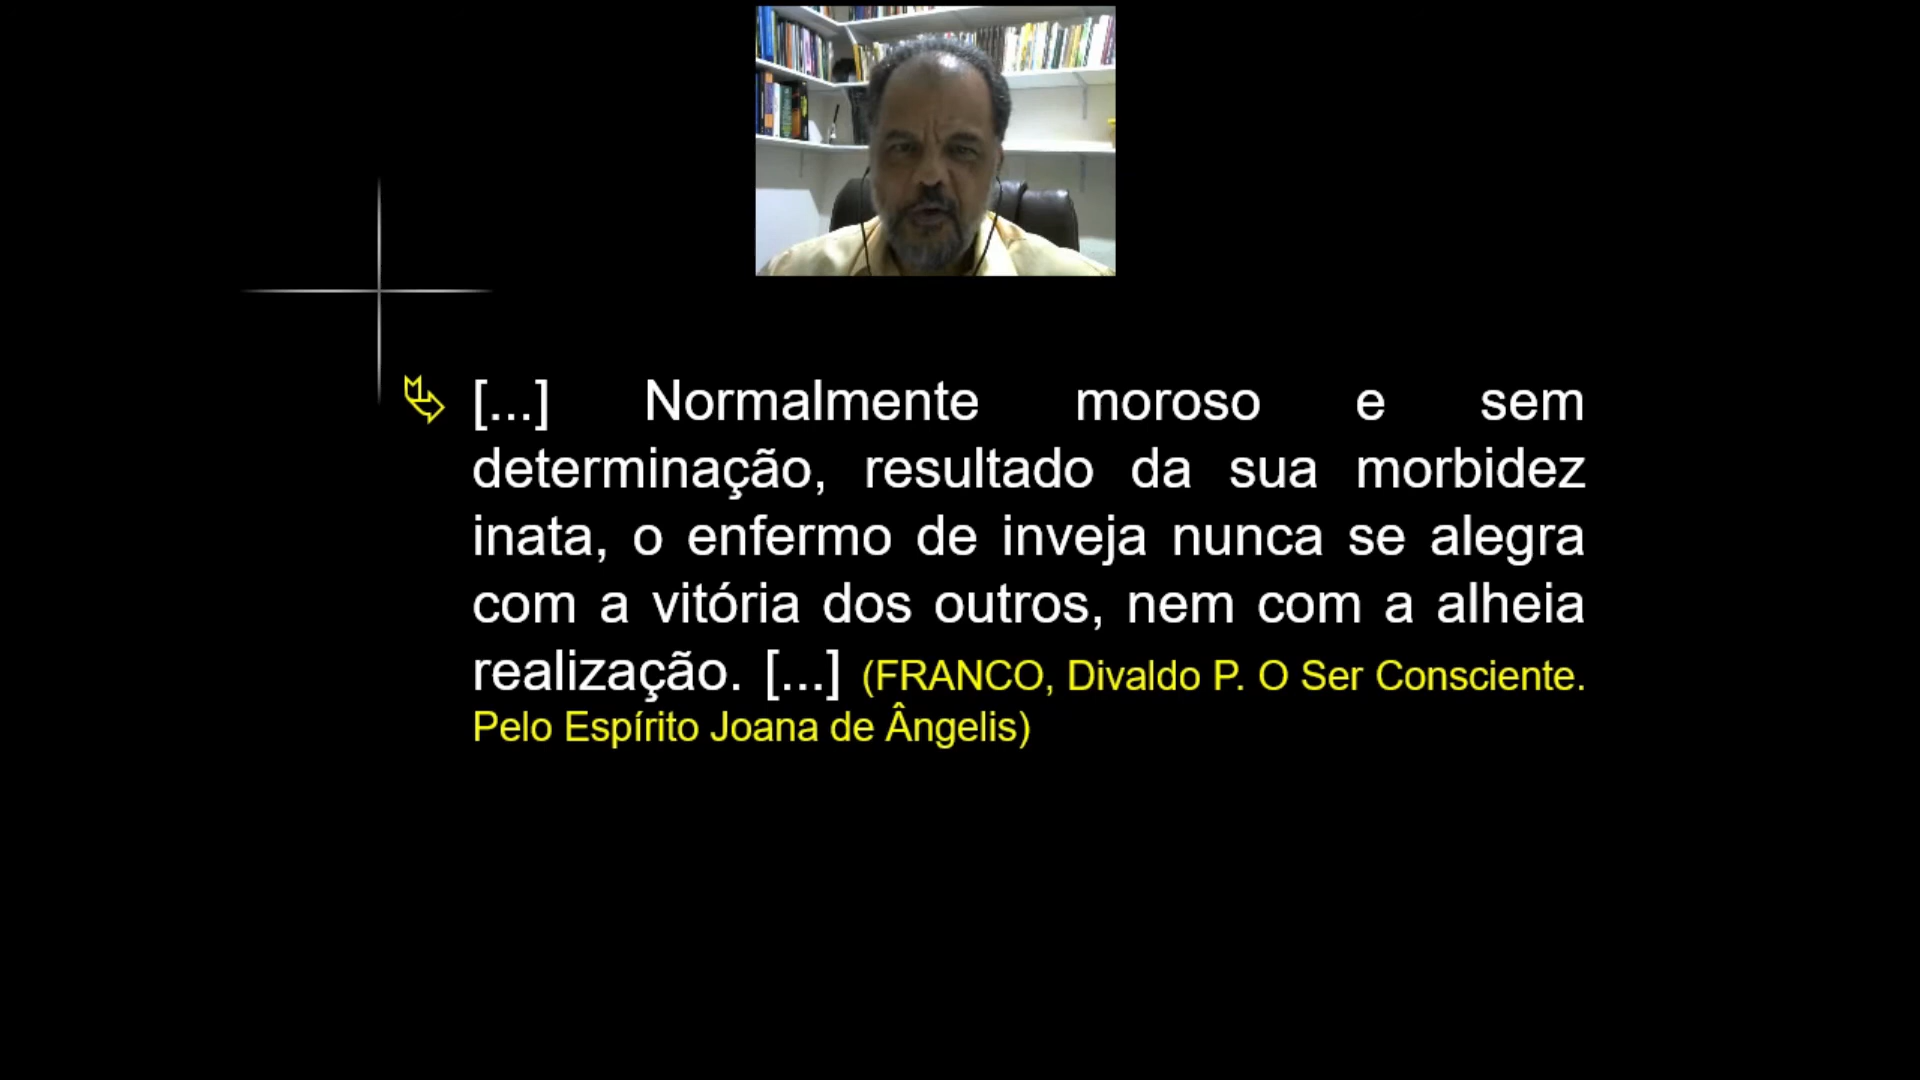 [...] Normalmente moroso e sem
determinação, resultado da sua morbidez
inata, o enfermo de inveja nunca se alegra
com a vitória dos outros, nem com a alheia
realização. [...] (FRANCO, Divaldo P. O Ser Consciente.
Pelo Espírito Joana de Ângelis)